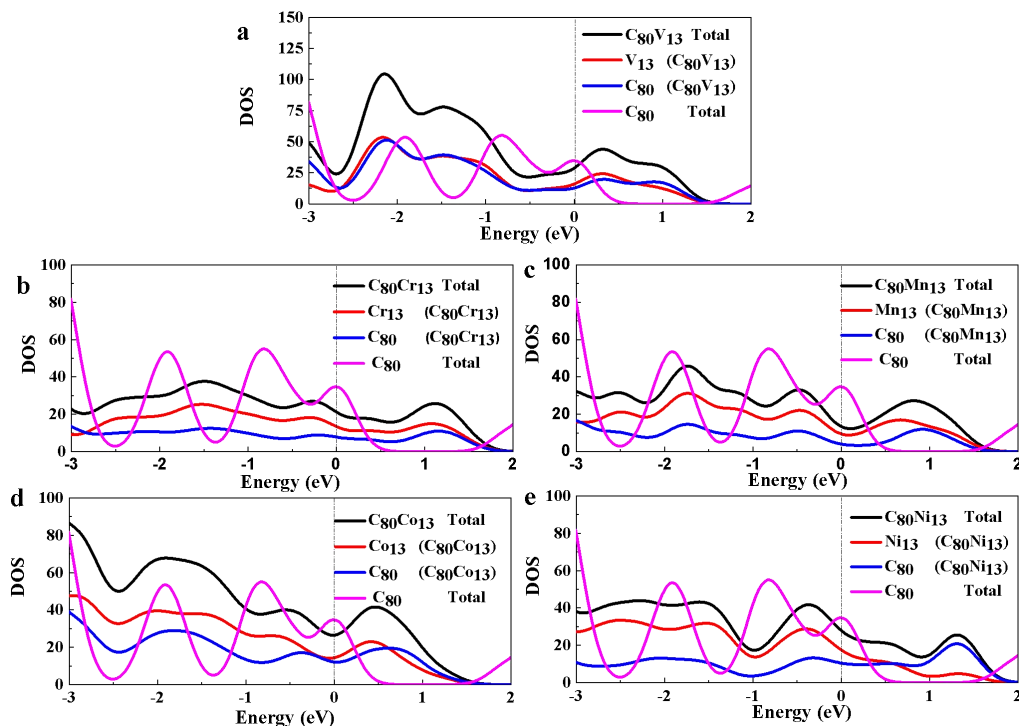 a
150
125
100
75
50
25
0
DOS
C80V13 Total
V13 (C80V13)
C80 (C80V13)
C80 Total
-3 -2 -1 0 1 2
Energy (eV)
b
100
80
60
40
20
0
DOS
C80Cr13 Total
Cr13 (C80Cr13)
C80 (C80Cr13)
C80 Total
-3 -2 -1 0 1 2
Energy (eV)
c
100
80
60
40
20
0
DOS
C80Mn13 Total
Mn13 (C80Mn13)
C80 (C80Mn13)
C80 Total
-3 -2 -1 0 1 2
Energy (eV)
d
100
80
60
40
20
0
DOS
C80Co13 Total
Co13 (C80Co13)
C80 (C80Co13)
C80 Total
-3 -2 -1 0 1 2
Energy (eV)
e
100
80
60
40
20
0
DOS
C80Ni13 Total
Ni13 (C80Ni13)
C80 (C80Ni13)
C80 Total
-3 -2 -1 0 1 2
Energy (eV)